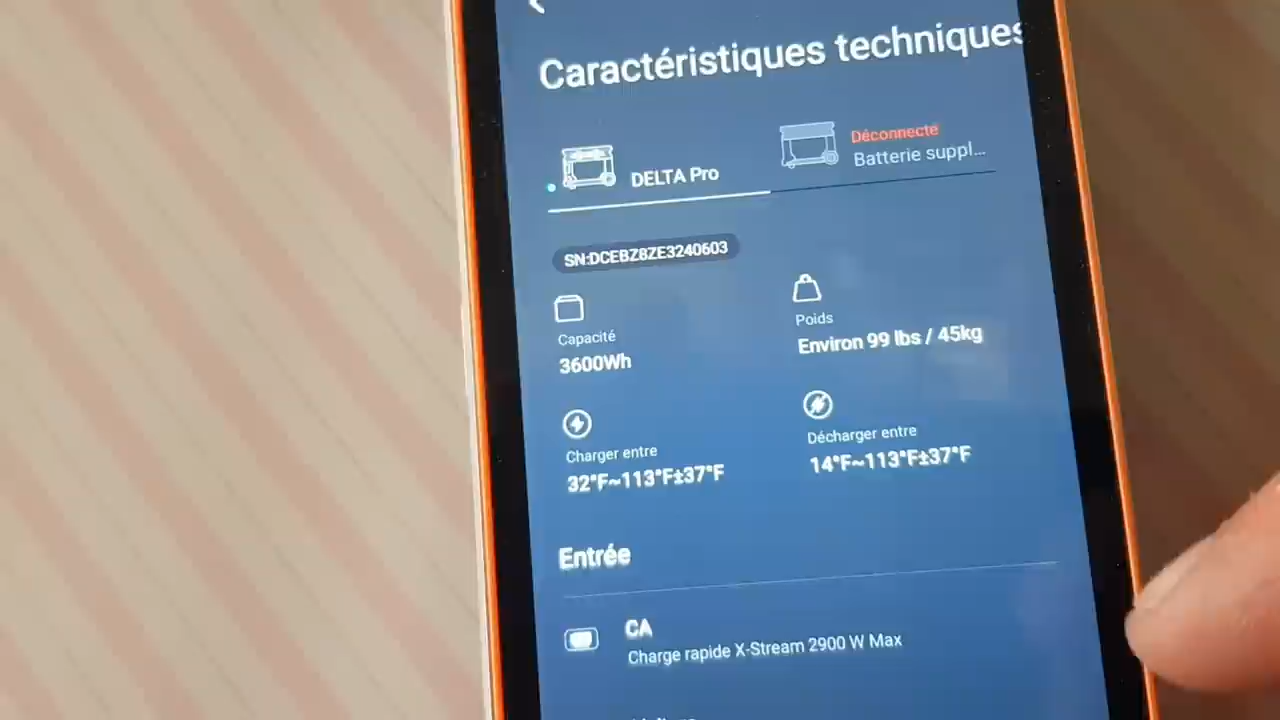 Caractéristiques techniques
Déconnecté
Batterie suppl...
DELTA Pro
SN:DCEBZ8ZE3240603
Capacité
3600Wh
Poids
Environ 99 lbs / 45kg
Charger entre
32°F~113°F±37°F
Décharger entre
14°F~113°F±37°F
Entrée
CA
Charge rapide X-Stream 2900 W Max